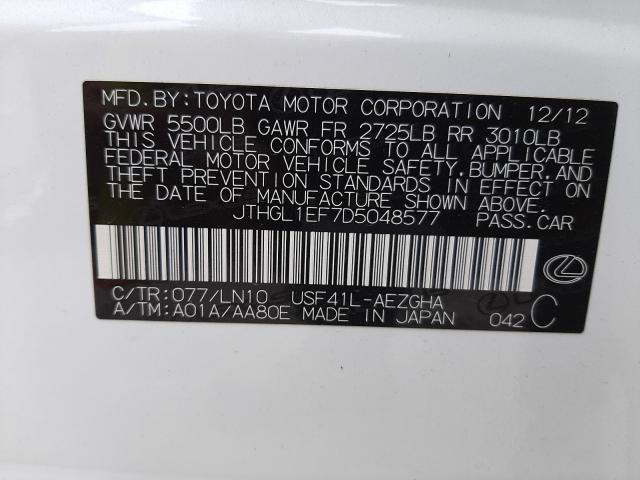 MFD.BY:TOYOTA MOTOR CORPORATION 12/12
GVWR 5500LB GAWR FR 2725LB RR 3010LB
THIS VEHICLE CONFORMS TO ALL APPLICABLE
FEDERAL MOTOR VEHICLE SAFETY,BUMPER,AND
THEFT PREVENTION STANDARDS IN EFFECT ON
THE DATE OF MANUFACTURE SHOWN ABOVE.
JTHGL1EF7D5048577 PASS.CAR
C/TR:077/LN10 USF41L-AEZGHA
A/TM:A01A/AA80E MADE IN JAPAN 042 C